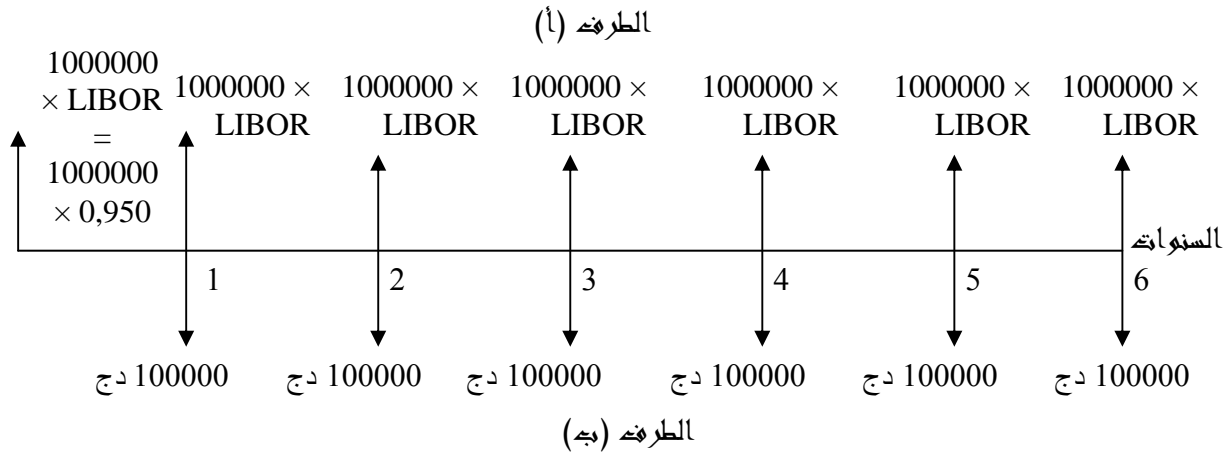 الطرف (أ)
1000000
× LIBOR
=
1000000
× 0,950
1000000 ×
LIBOR
1000000 ×
LIBOR
1000000 ×
LIBOR
1000000 ×
LIBOR
1000000 ×
LIBOR
1000000 ×
LIBOR
السنوات
1 2 3 4 5 6
100000 دج 100000 دج 100000 دج 100000 دج 100000 دج 100000 دج
الطرف (ب)